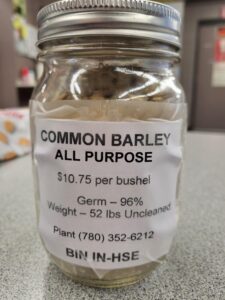 COMMON BARLEY
ALL PURPOSE
$10.75 per bushel
Germ – 96%
Weight – 52 lbs Uncleaned
Plant (780) 352-6212
BIN IN-HSE